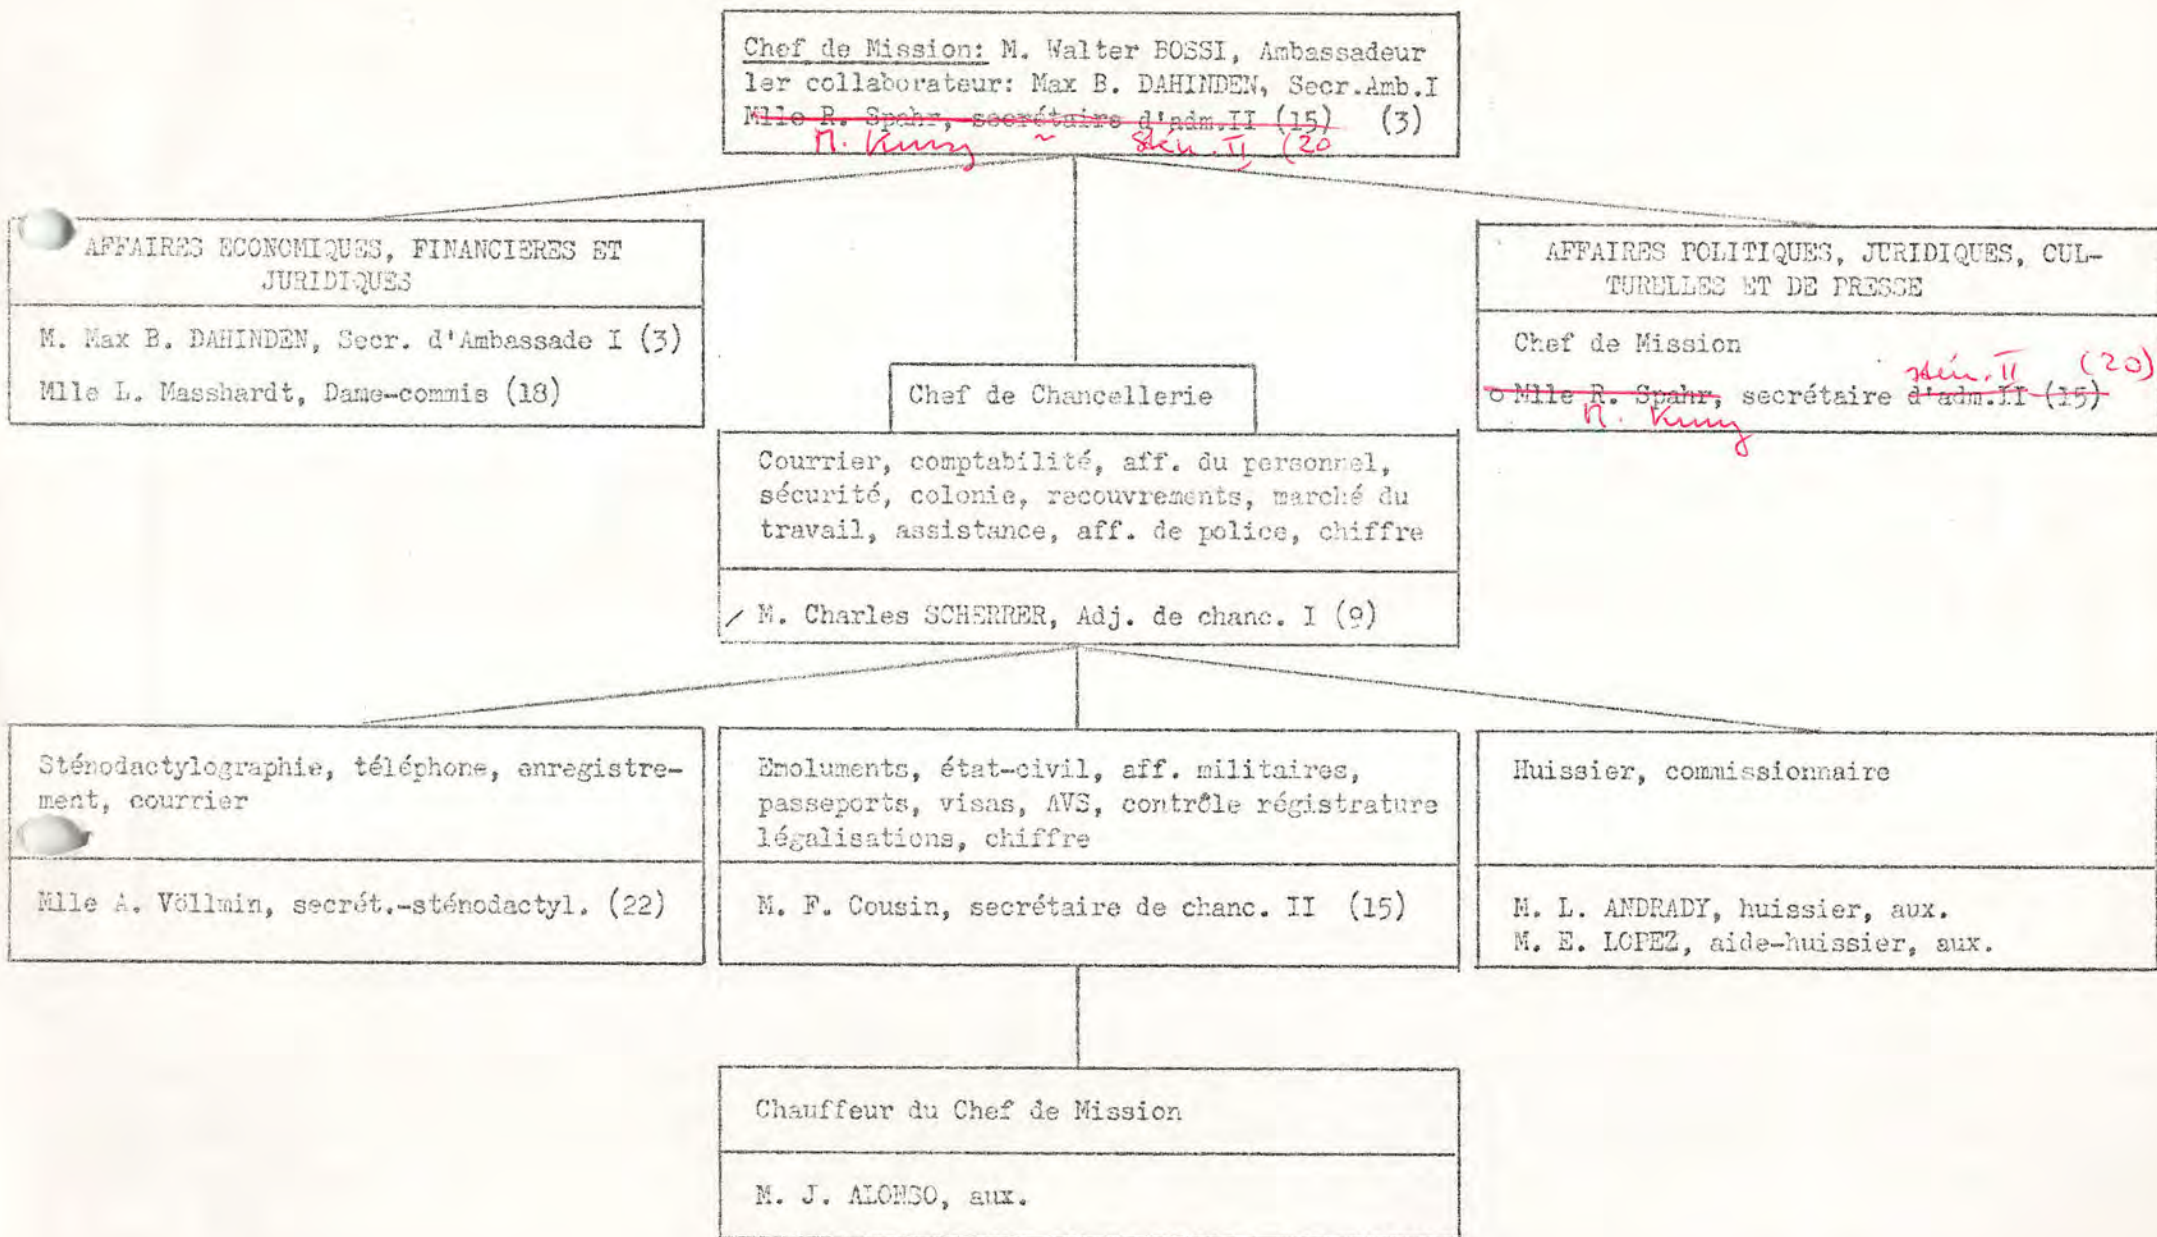 Chef de Mission: M. Walter BOSSI, Ambassadeur
1er collaborateur: Max B. DAHINDEN, Secr.Amb.I
Mlle R. Spahr, secrétaire d'adm.II (15) (3)
II (20
AFFAIRES ECONOMIQUES, FINANCIERES ET
JURIDIQUES
M. Max B. DAHINDEN, Secr. d'Ambassade I (3)
Mlle L. Masshardt, Dame-commis (18)
AFFAIRES POLITIQUES, JURIDIQUES, CUL-
TURELLES ET DE PRESSE
Chef de Mission
II (20)
Mlle R. Spahr, secrétaire d'adm.II (15)
Chef de Chancellerie
Courrier, comptabilité, aff. du personnel,
sécurité, colonie, recouvrements, marché du
travail, assistance, aff. de police, chiffre
M. Charles SCHERRER, Adj. de chanc. I (9)
Sténodactylographie, téléphone, enregistre-
ment, courrier
Mlle A. Völlmin, secrét.-sténodactyl. (22)
Emoluments, état-civil, aff. militaires,
passeports, visas, AVS, contrôle régistrature
légalisations, chiffre
M. F. Cousin, secrétaire de chanc. II (15)
Huissier, commissionnaire
M. L. ANDRADY, huissier, aux.
M. E. LOPEZ, aide-huissier, aux.
Chauffeur du Chef de Mission
M. J. ALONSO, aux.